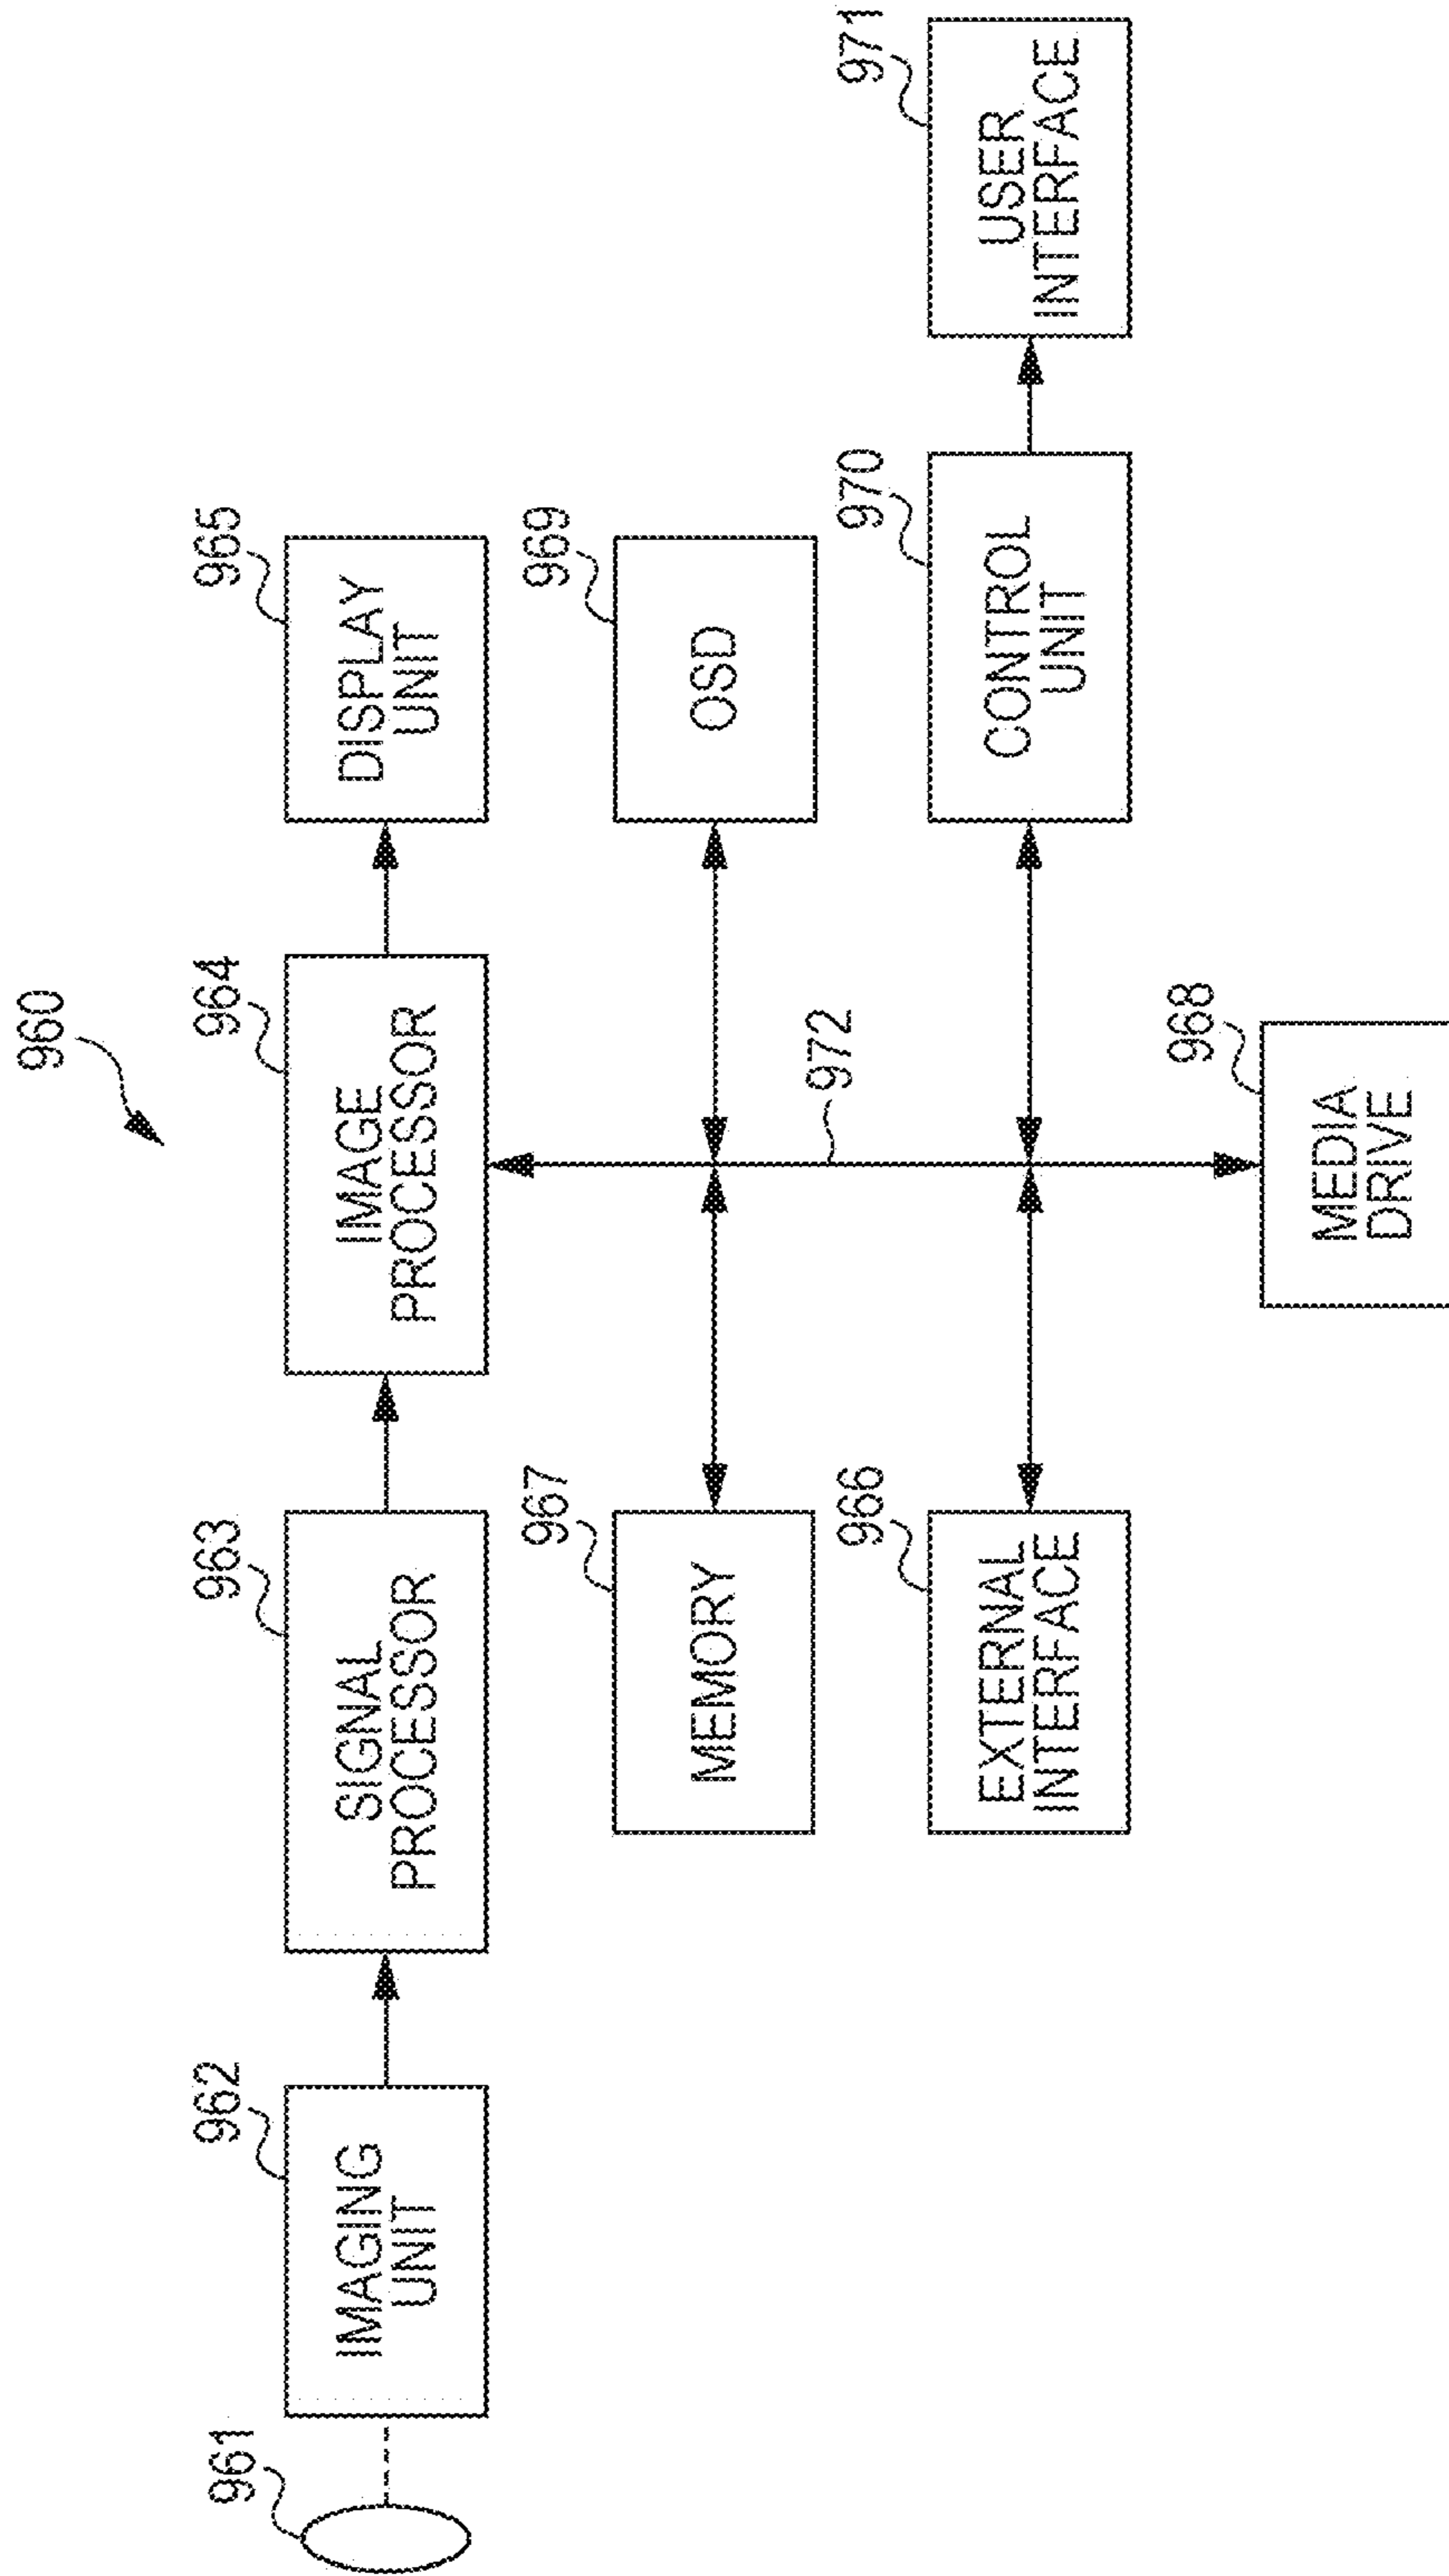 960
961
962
963
964
965
IMAGING
UNIT
SIGNAL
PROCESSOR
IMAGE
PROCESSOR
DISPLAY
UNIT
967
969
MEMORY
OSD
972
966
970
971
EXTERNAL
INTERFACE
CONTROL
UNIT
USER
INTERFACE
968
MEDIA
DRIVE